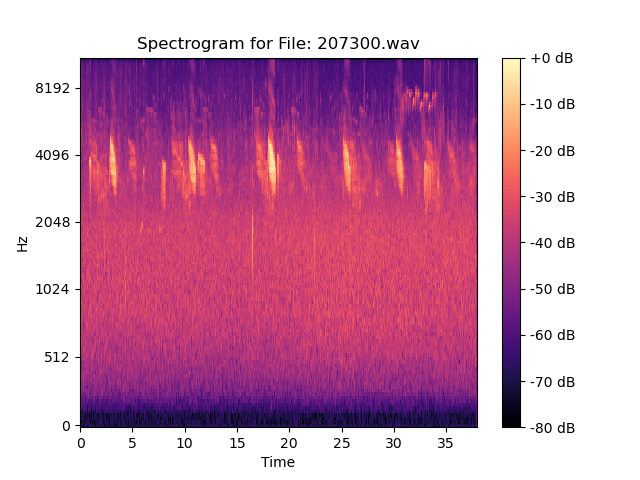 Spectrogram for File: 207300.wav
8192
4096
2048
1024
512
0
Hz
0 5 10 15 20 25 30 35
Time
+0 dB
-10 dB
-20 dB
-30 dB
-40 dB
-50 dB
-60 dB
-70 dB
-80 dB